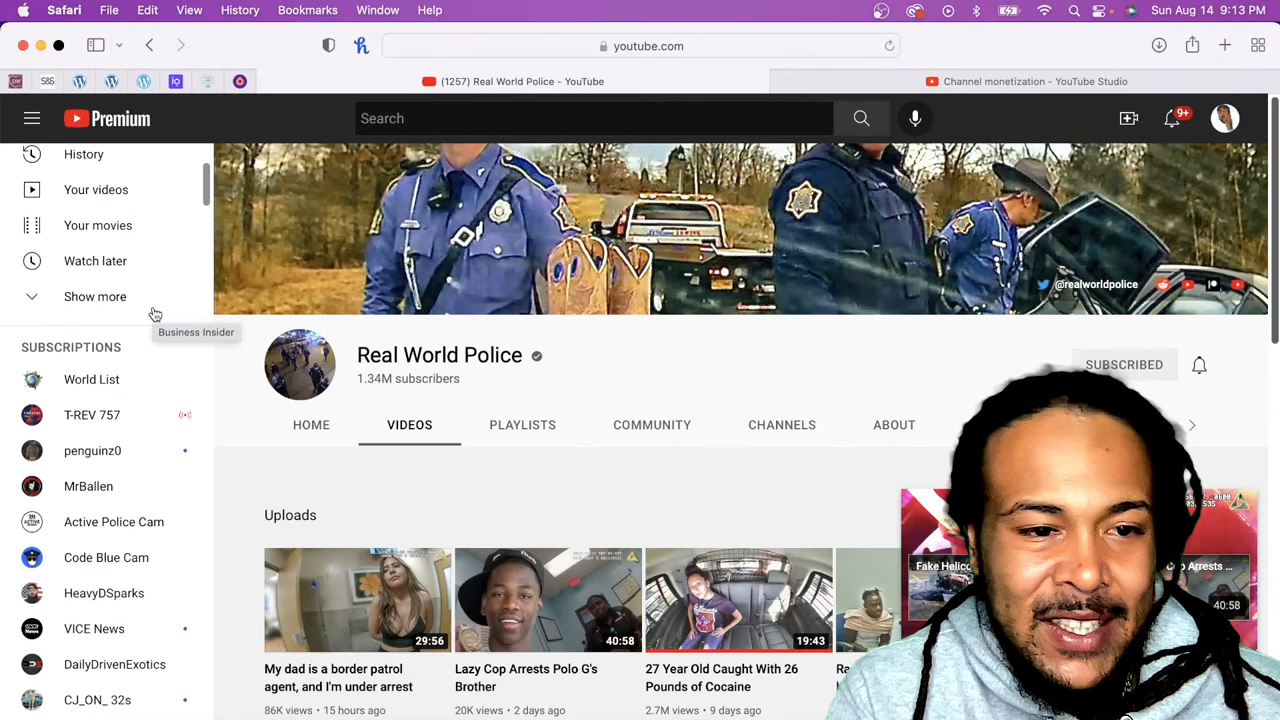 Safari File Edit View History Bookmarks Window Help Sun Aug 14 9:13 PM
youtube.com
(1257) Real World Police - YouTube Channel monetization - YouTube Studio
Premium Search 9+
History
Your videos
Your movies
Watch later
Show more
Business Insider
SUBSCRIPTIONS
World List
T-REV 757
penguinz0
MrBallen
Active Police Cam
Code Blue Cam
HeavyDSparks
VICE News
DailyDrivenExotics
CJ_ON_ 32s
@realworldpolice
Real World Police
1.34M subscribers
SUBSCRIBED
HOME VIDEOS PLAYLISTS COMMUNITY CHANNELS ABOUT
Uploads
29:56
40:58
19:43
My dad is a border patrol
agent, and I'm under arrest
86K views • 15 hours ago
Lazy Cop Arrests Polo G's
Brother
20K views • 2 days ago
27 Year Old Caught With 26
Pounds of Cocaine
2.7M views • 9 days ago
Arrests ...
40:58